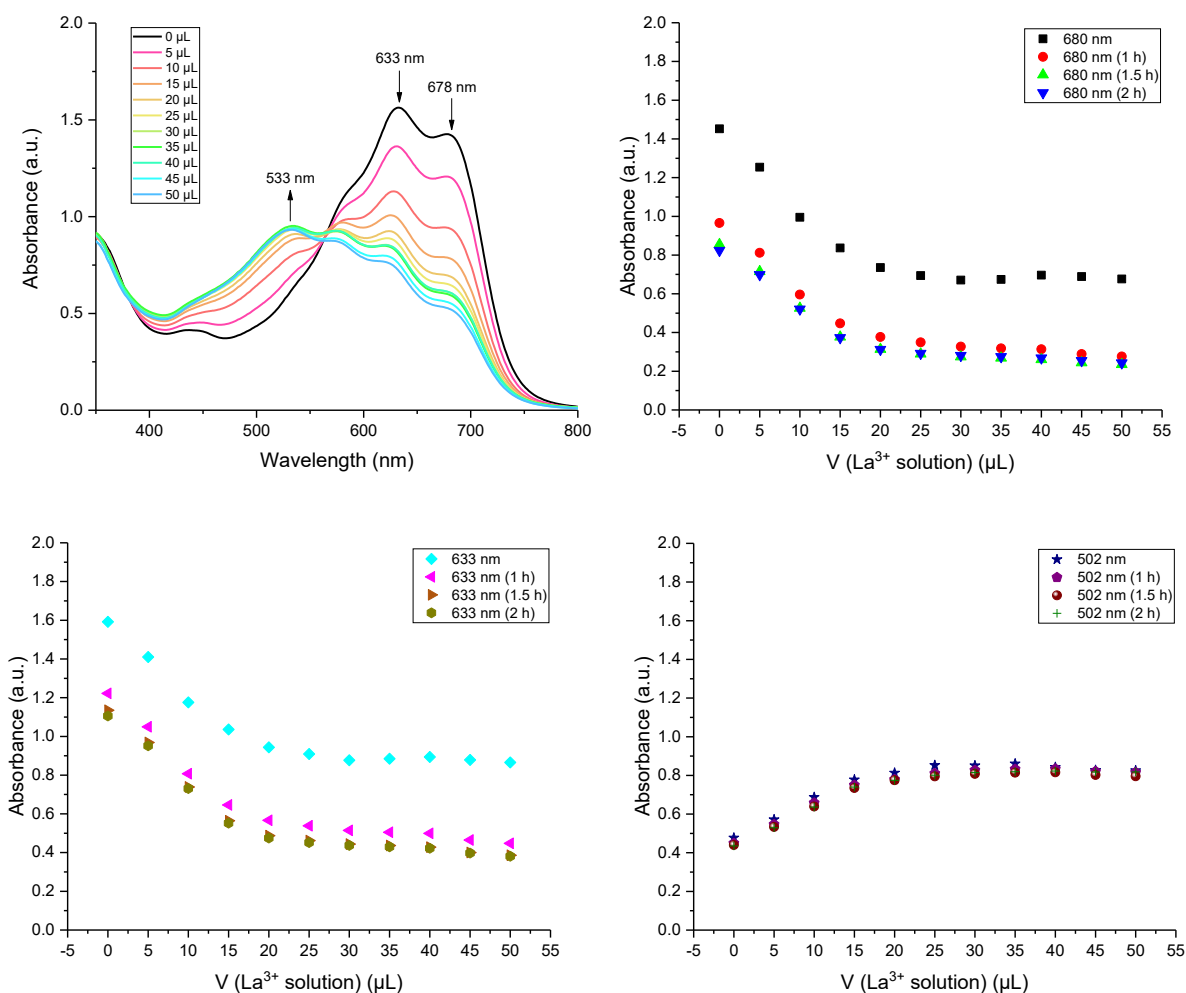 2.0
1.5
1.0
0.5
0.0
Absorbance (a.u.)
400
500
600
700
800
Wavelength (nm)
0 µL
5 µL
10 µL
15 µL
20 µL
25 µL
30 µL
35 µL
40 µL
45 µL
50 µL
533 nm
633 nm
678 nm
2.0
1.8
1.6
1.4
1.2
1.0
0.8
0.6
0.4
0.2
0.0
Absorbance (a.u.)
-5 0 5 10 15 20 25 30 35 40 45 50 55
V (La³⁺ solution) (µL)
680 nm
680 nm (1 h)
680 nm (1.5 h)
680 nm (2 h)
2.0
1.8
1.6
1.4
1.2
1.0
0.8
0.6
0.4
0.2
0.0
Absorbance (a.u.)
-5 0 5 10 15 20 25 30 35 40 45 50 55
V (La³⁺ solution) (µL)
633 nm
633 nm (1 h)
633 nm (1.5 h)
633 nm (2 h)
2.0
1.8
1.6
1.4
1.2
1.0
0.8
0.6
0.4
0.2
0.0
Absorbance (a.u.)
-5 0 5 10 15 20 25 30 35 40 45 50 55
V (La³⁺ solution) (µL)
502 nm
502 nm (1 h)
502 nm (1.5 h)
502 nm (2 h)